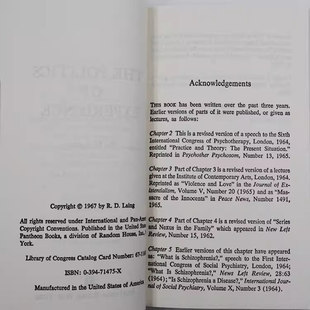 Copyright © 1967 by R. D. Laing
All rights reserved under International and Pan-Amer
Copyright Conventions. Published in the United States by
Pantheon Books, a division of Random House, Inc.
York.
Library of Congress Catalog Card Number: 67-
ISBN: 0-394-71475-X
Manufactured in the United States of America
Acknowledgements
THIS BOOK has been written over the past three years.
Earlier versions of parts of it were published, or given
as lectures, as follows:
Chapter 2 This is a revised version of a speech to the Sixth
International Congress of Psychotherapy, London, 1964,
entitled "Practice and Theory: The Present Situation."
Reprinted in Psychother Psychosom, Number 13, 1965.
Chapter 3 Part of Chapter 3 is a revised version of a lecture
given at the Institute of Contemporary Arts, London, 1964.
Reprinted as "Violence and Love" in the Journal of Ex-
istentialism, Volume V, Number 20 (1965) and as "Mass-
acre of the Innocents" in Peace News, Number 1491,
1965.
Chapter 4 Part of Chapter 4 is a revised version of "Series
and Nexus in the Family" which appeared in New Left
Review, Number 15, 1962.
Chapter 5 Earlier versions of this chapter have appeared
as: "What is Schizophrenia?," speech to the First Inter-
national Congress of Social Psychiatry, London, 1964;
"What Is Schizophrenia?," New Left Review, 28:63
(1964); "Is Schizophrenia a Disease?," International Jour-
nal of Social Psychiatry, Volume X, Number 3 (1964).